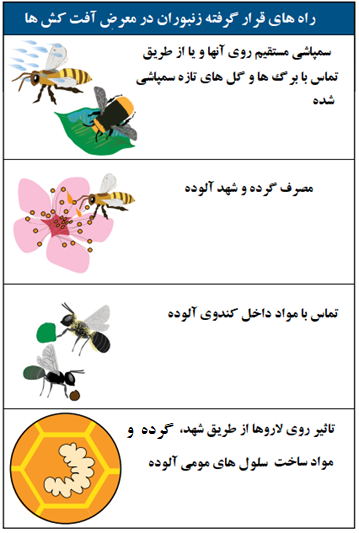 راه های قرار گرفته زنبوران در معرض آفت کش ها
سمپاشی مستقیم روی آنها و یا از طریق
تماس با برگ ها و گل های تازه سمپاشی
شده
مصرف گرده و شهد آلوده
تماس با مواد داخل کندوی آلوده
تاثیر روی لاروها از طریق شهد، گرده و
مواد ساخت سلول های مومی آلوده